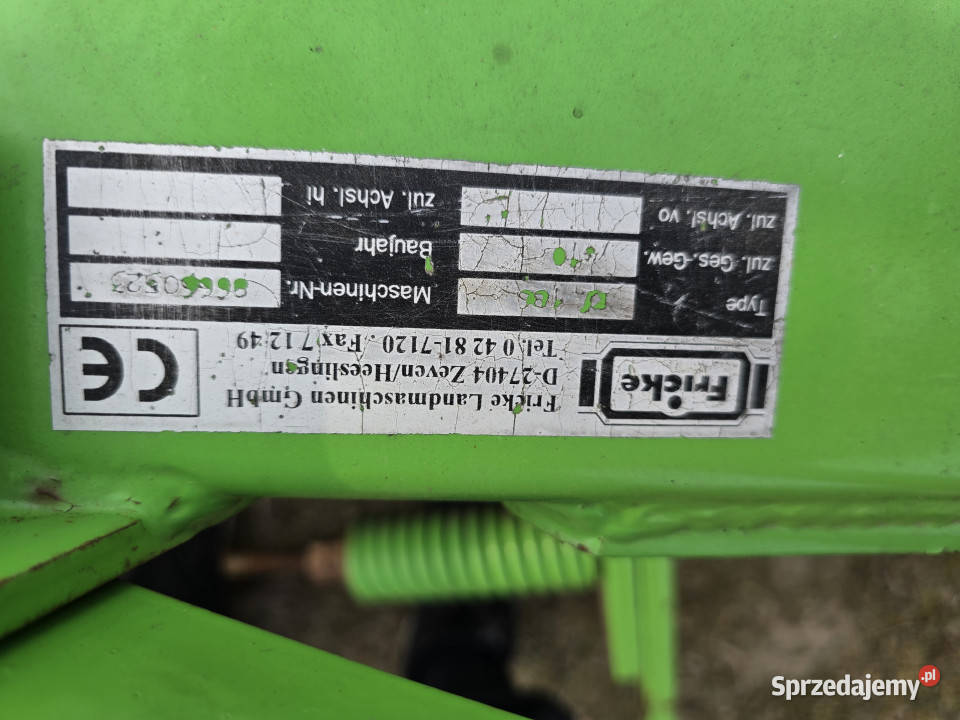 Fricke
Fricke Landmaschinen GmbH
D-27404 Zeven/Heeslingen
Tel. 0 42 81-7120 . Fax 7 12 49
CE
Type
Maschinen-Nr.
zul. Ges.-Gew.
Baujahr
zul. Achsl. vo
zul. Achsl. hi
Sprzedajemy.pl